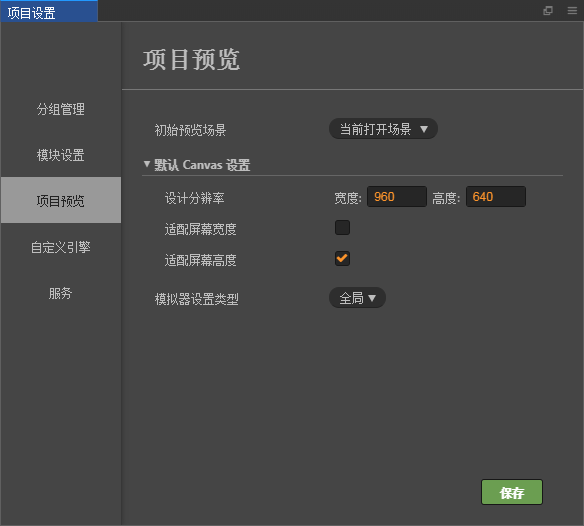 项目设置
项目预览
分组管理
模块设置
项目预览
自定义引擎
服务
初始预览场景 当前打开场景
默认 Canvas 设置
设计分辨率 宽度: 960 高度: 640
适配屏幕宽度
适配屏幕高度
模拟器设置类型 全局
保存